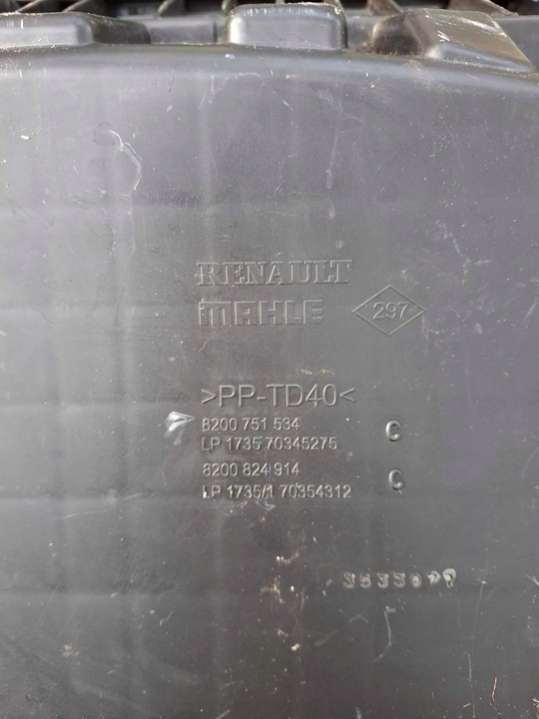 RENAULT
MAHLE
297
>PP-TD40<
8200 751 534
LP 1735 70345275
C
8200 824 914
LP 1735/1 70354312
C